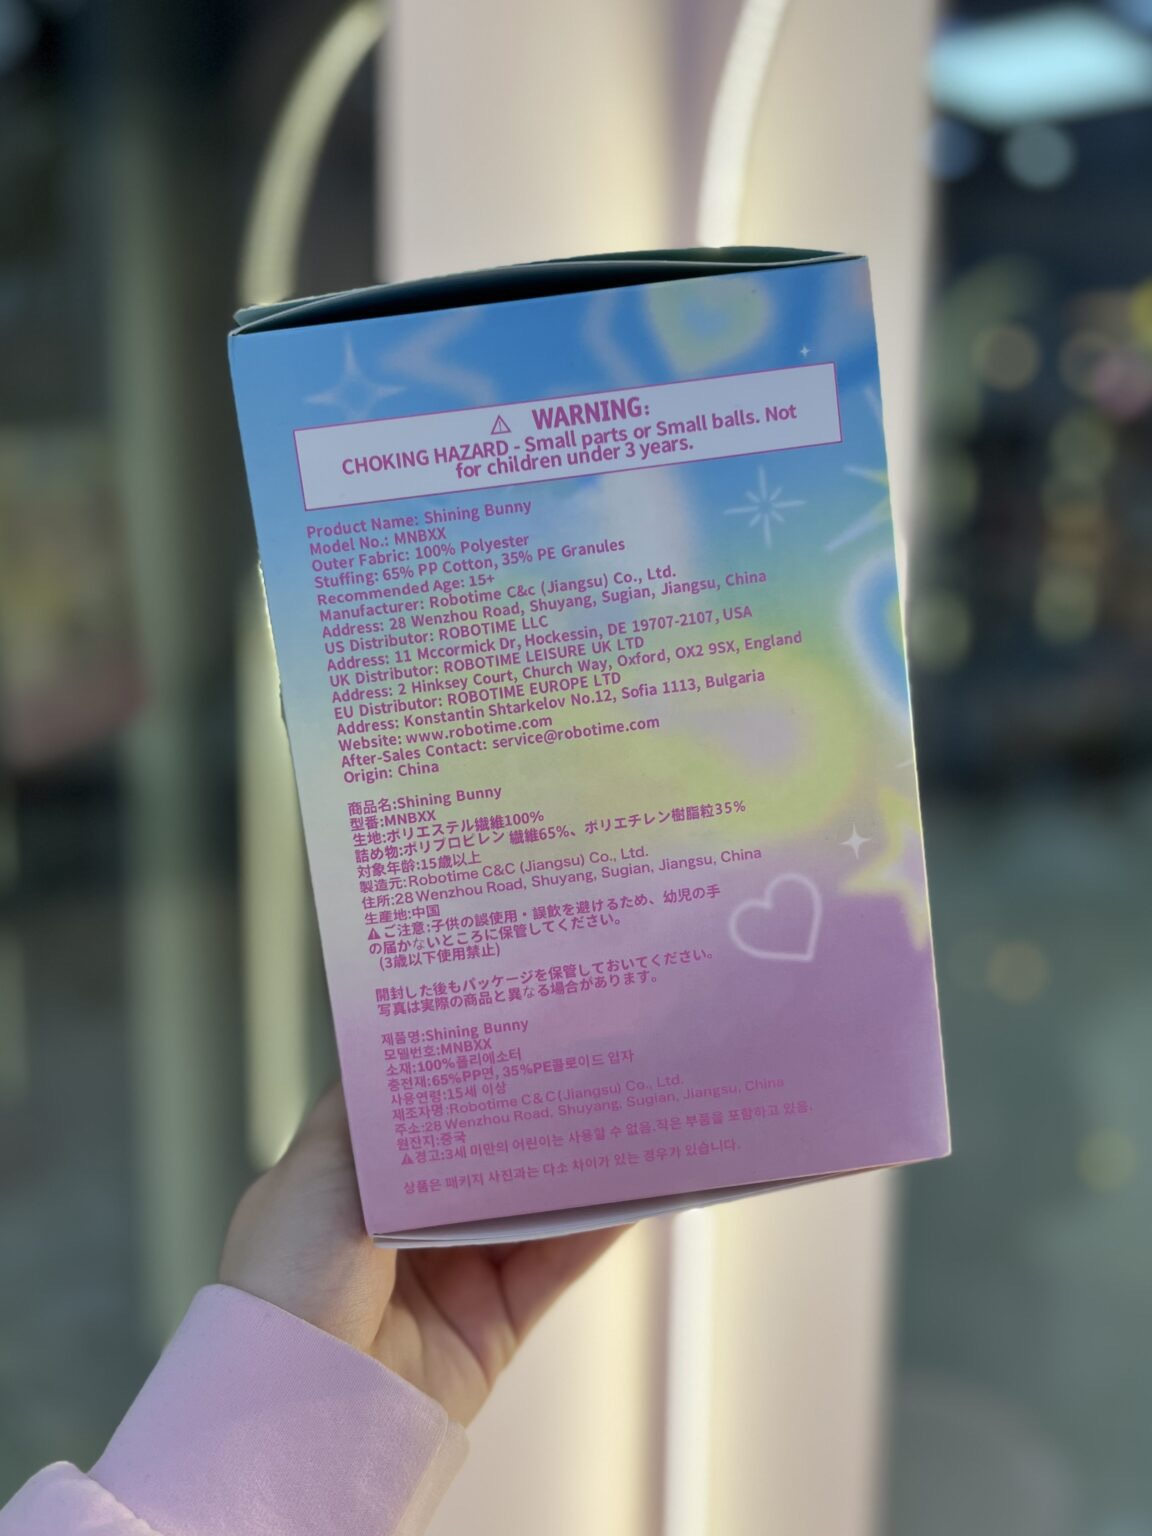 ⚠ WARNING:
CHOKING HAZARD - Small parts or Small balls. Not
for children under 3 years.
Product Name: Shining Bunny
Model No.: MNBXX
Outer Fabric: 100% Polyester
Stuffing: 65% PP Cotton, 35% PE Granules
Recommended Age: 15+
Manufacturer: Robotime C&c (Jiangsu) Co., Ltd.
Address: 28 Wenzhou Road, Shuyang, Sugian, Jiangsu, China
US Distributor: ROBOTIME LLC
Address: 11 Mccormick Dr, Hockessin, DE 19707-2107, USA
UK Distributor: ROBOTIME LEISURE UK LTD
Address: 2 Hinksey Court, Church Way, Oxford, OX2 9SX, England
EU Distributor: ROBOTIME EUROPE LTD
Address: Konstantin Shtarkelov No.12, Sofia 1113, Bulgaria
Website: www.robotime.com
After-Sales Contact: service@robotime.com
Origin: China
商品名:Shining Bunny
型番:MNBXX
生地:ポリエステル繊維100%
詰め物:ポリプロピレン 繊維65%、ポリエチレン樹脂粒35%
対象年齢:15歳以上
製造元:Robotime C&C (Jiangsu) Co., Ltd.
住所:28 Wenzhou Road, Shuyang, Sugian, Jiangsu, China
生産地:中国
⚠ご注意:子供の誤使用・誤飲を避けるため、幼児の手
の届かないところに保管してください。
(3歳以下使用禁止)
開封した後もパッケージを保管しておいてください。
写真は実際の商品と異なる場合があります。
제품명:Shining Bunny
모델번호:MNBXX
소재:100%폴리에소터
충전재:65%PP면, 35%PE콜로이드 입자
사용연령:15세 이상
제조자명:Robotime C&C(Jiangsu) Co., Ltd.
주소:28 Wenzhou Road, Shuyang, Sugian, Jiangsu, China
원잔지:중국
⚠경고:3세 미만의 어린이는 사용할 수 없음.작은 부품을 포함하고 있음.
상품은 패키지 사진과는 다소 차이가 있는 경우가 있습니다.